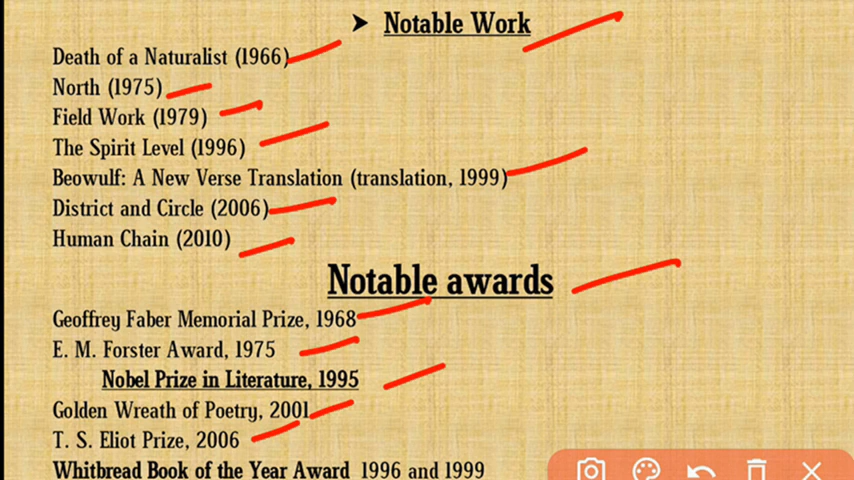 ➤ Notable Work
Death of a Naturalist (1966)
North (1975)
Field Work (1979)
The Spirit Level (1996)
Beowulf: A New Verse Translation (translation, 1999)
District and Circle (2006)
Human Chain (2010)
Notable awards
Geoffrey Faber Memorial Prize, 1968
E. M. Forster Award, 1975
Nobel Prize in Literature, 1995
Golden Wreath of Poetry, 2001
T. S. Eliot Prize, 2006
Whitbread Book of the Year Award 1996 and 1999